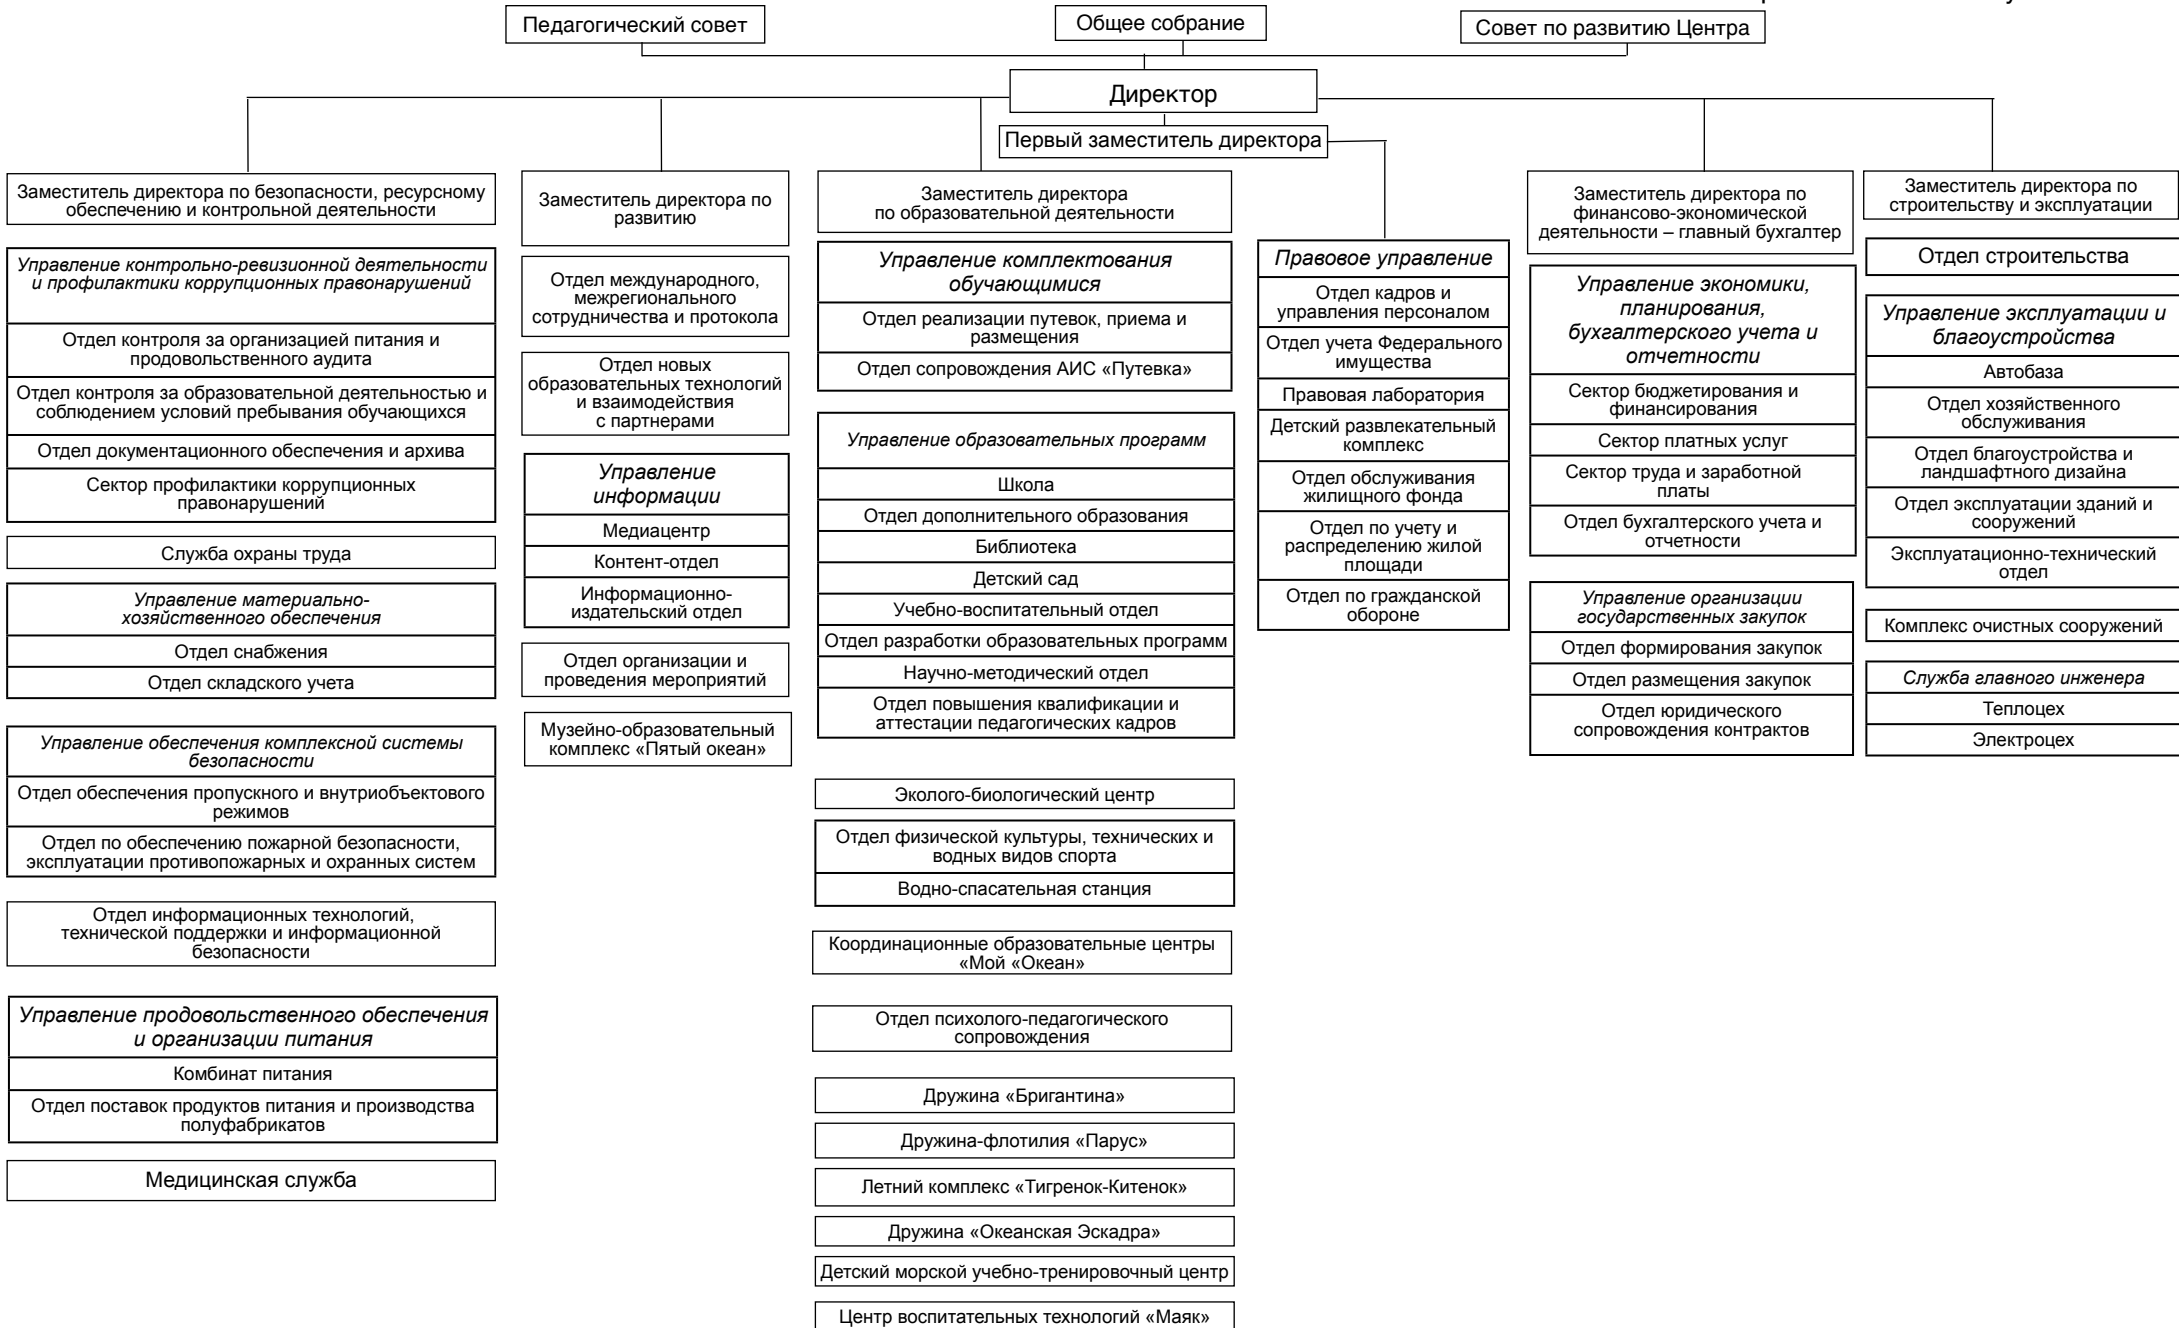 Педагогический совет
Общее собрание
Совет по развитию Центра
Директор
Первый заместитель директора
Заместитель директора по безопасности, ресурсному
обеспечению и контрольной деятельности
Управление контрольно-ревизионной деятельности
и профилактики коррупционных правонарушений
Отдел контроля за организацией питания и
продовольственного аудита
Отдел контроля за образовательной деятельностью и
соблюдением условий пребывания обучающихся
Отдел документационного обеспечения и архива
Сектор профилактики коррупционных
правонарушений
Служба охраны труда
Управление материально-
хозяйственного обеспечения
Отдел снабжения
Отдел складского учета
Управление обеспечения комплексной системы
безопасности
Отдел обеспечения пропускного и внутриобъектового
режимов
Отдел по обеспечению пожарной безопасности,
эксплуатации противопожарных и охранных систем
Отдел информационных технологий,
технической поддержки и информационной
безопасности
Управление продовольственного обеспечения
и организации питания
Комбинат питания
Отдел поставок продуктов питания и производства
полуфабрикатов
Медицинская служба
Заместитель директора по
развитию
Отдел международного,
межрегионального
сотрудничества и протокола
Отдел новых
образовательных технологий
и взаимодействия
с партнерами
Управление
информации
Медиацентр
Контент-отдел
Информационно-
издательский отдел
Отдел организации и
проведения мероприятий
Музейно-образовательный
комплекс «Пятый океан»
Заместитель директора
по образовательной деятельности
Управление комплектования
обучающимися
Отдел реализации путевок, приема и
размещения
Отдел сопровождения АИС «Путевка»
Управление образовательных программ
Школа
Отдел дополнительного образования
Библиотека
Детский сад
Учебно-воспитательный отдел
Отдел разработки образовательных программ
Научно-методический отдел
Отдел повышения квалификации и
аттестации педагогических кадров
Эколого-биологический центр
Отдел физической культуры, технических и
водных видов спорта
Водно-спасательная станция
Координационные образовательные центры
«Мой «Океан»
Отдел психолого-педагогического
сопровождения
Дружина «Бригантина»
Дружина-флотилия «Парус»
Летний комплекс «Тигренок-Китенок»
Дружина «Океанская Эскадра»
Детский морской учебно-тренировочный центр
Центр воспитательных технологий «Маяк»
Правовое управление
Отдел кадров и
управления персоналом
Отдел учета Федерального
имущества
Правовая лаборатория
Детский развлекательный
комплекс
Отдел обслуживания
жилищного фонда
Отдел по учету и
распределению жилой
площади
Отдел по гражданской
обороне
Заместитель директора по
финансово-экономической
деятельности – главный бухгалтер
Управление экономики,
планирования,
бухгалтерского учета и
отчетности
Сектор бюджетирования и
финансирования
Сектор платных услуг
Сектор труда и заработной
платы
Отдел бухгалтерского учета и
отчетности
Управление организации
государственных закупок
Отдел формирования закупок
Отдел размещения закупок
Отдел юридического
сопровождения контрактов
Заместитель директора по
строительству и эксплуатации
Отдел строительства
Управление эксплуатации и
благоустройства
Автобаза
Отдел хозяйственного
обслуживания
Отдел благоустройства и
ландшафтного дизайна
Отдел эксплуатации зданий и
сооружений
Эксплуатационно-технический
отдел
Комплекс очистных сооружений
Служба главного инженера
Теплоцех
Электроцех